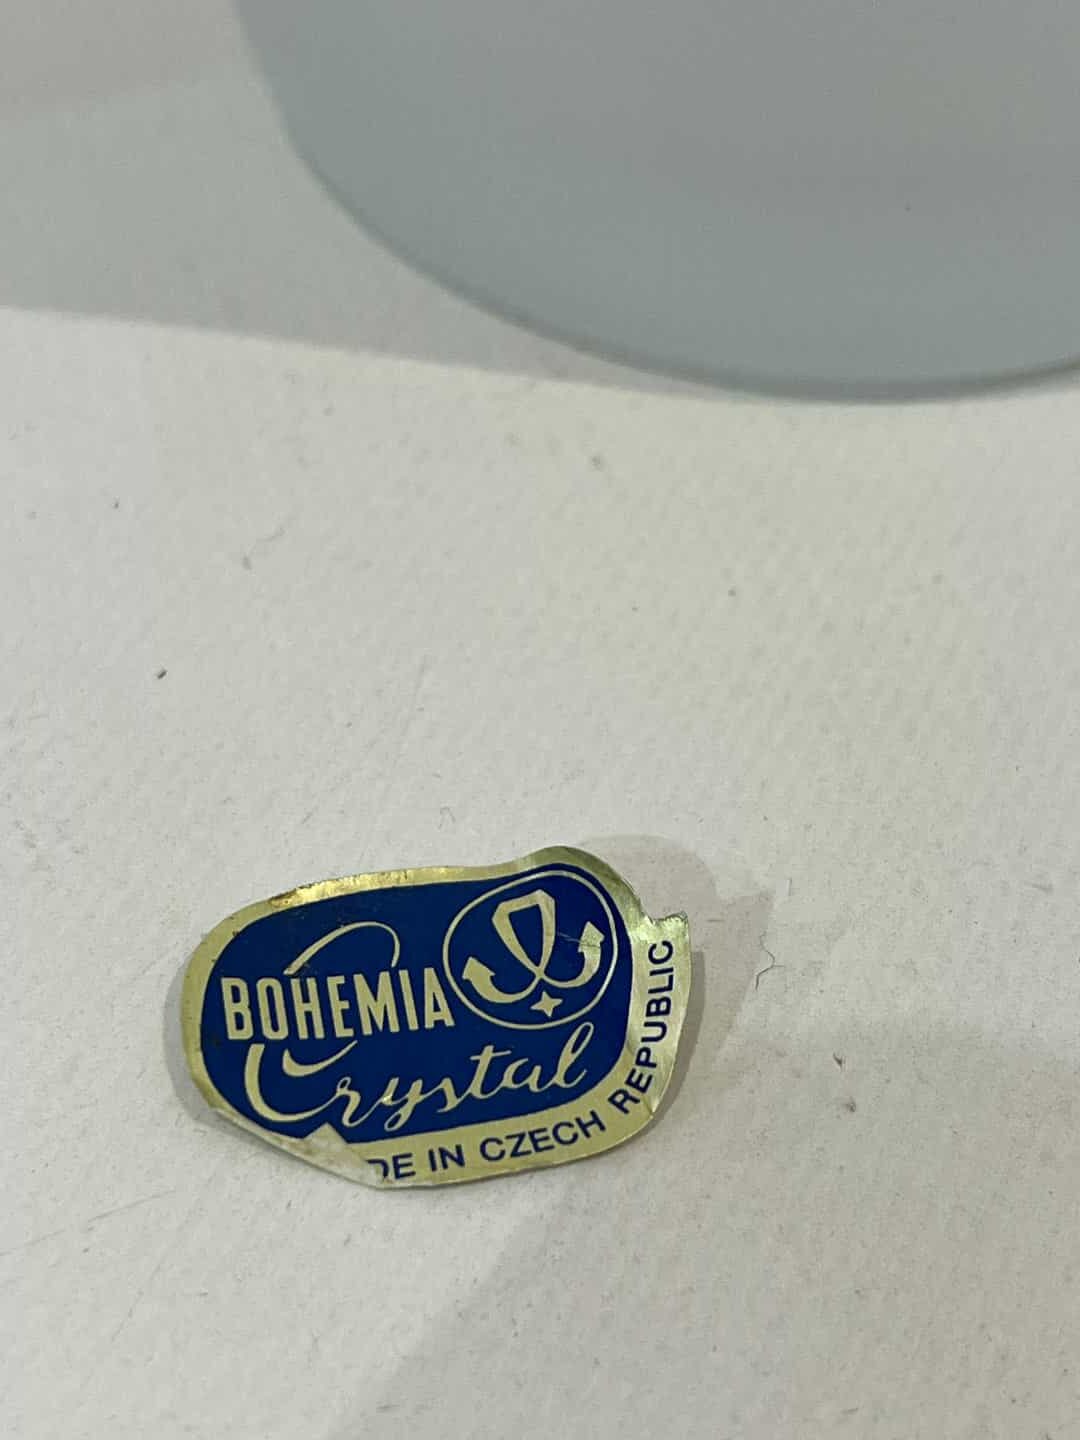 BOHEMIA
Crystal
DE IN CZECH REPUBLIC